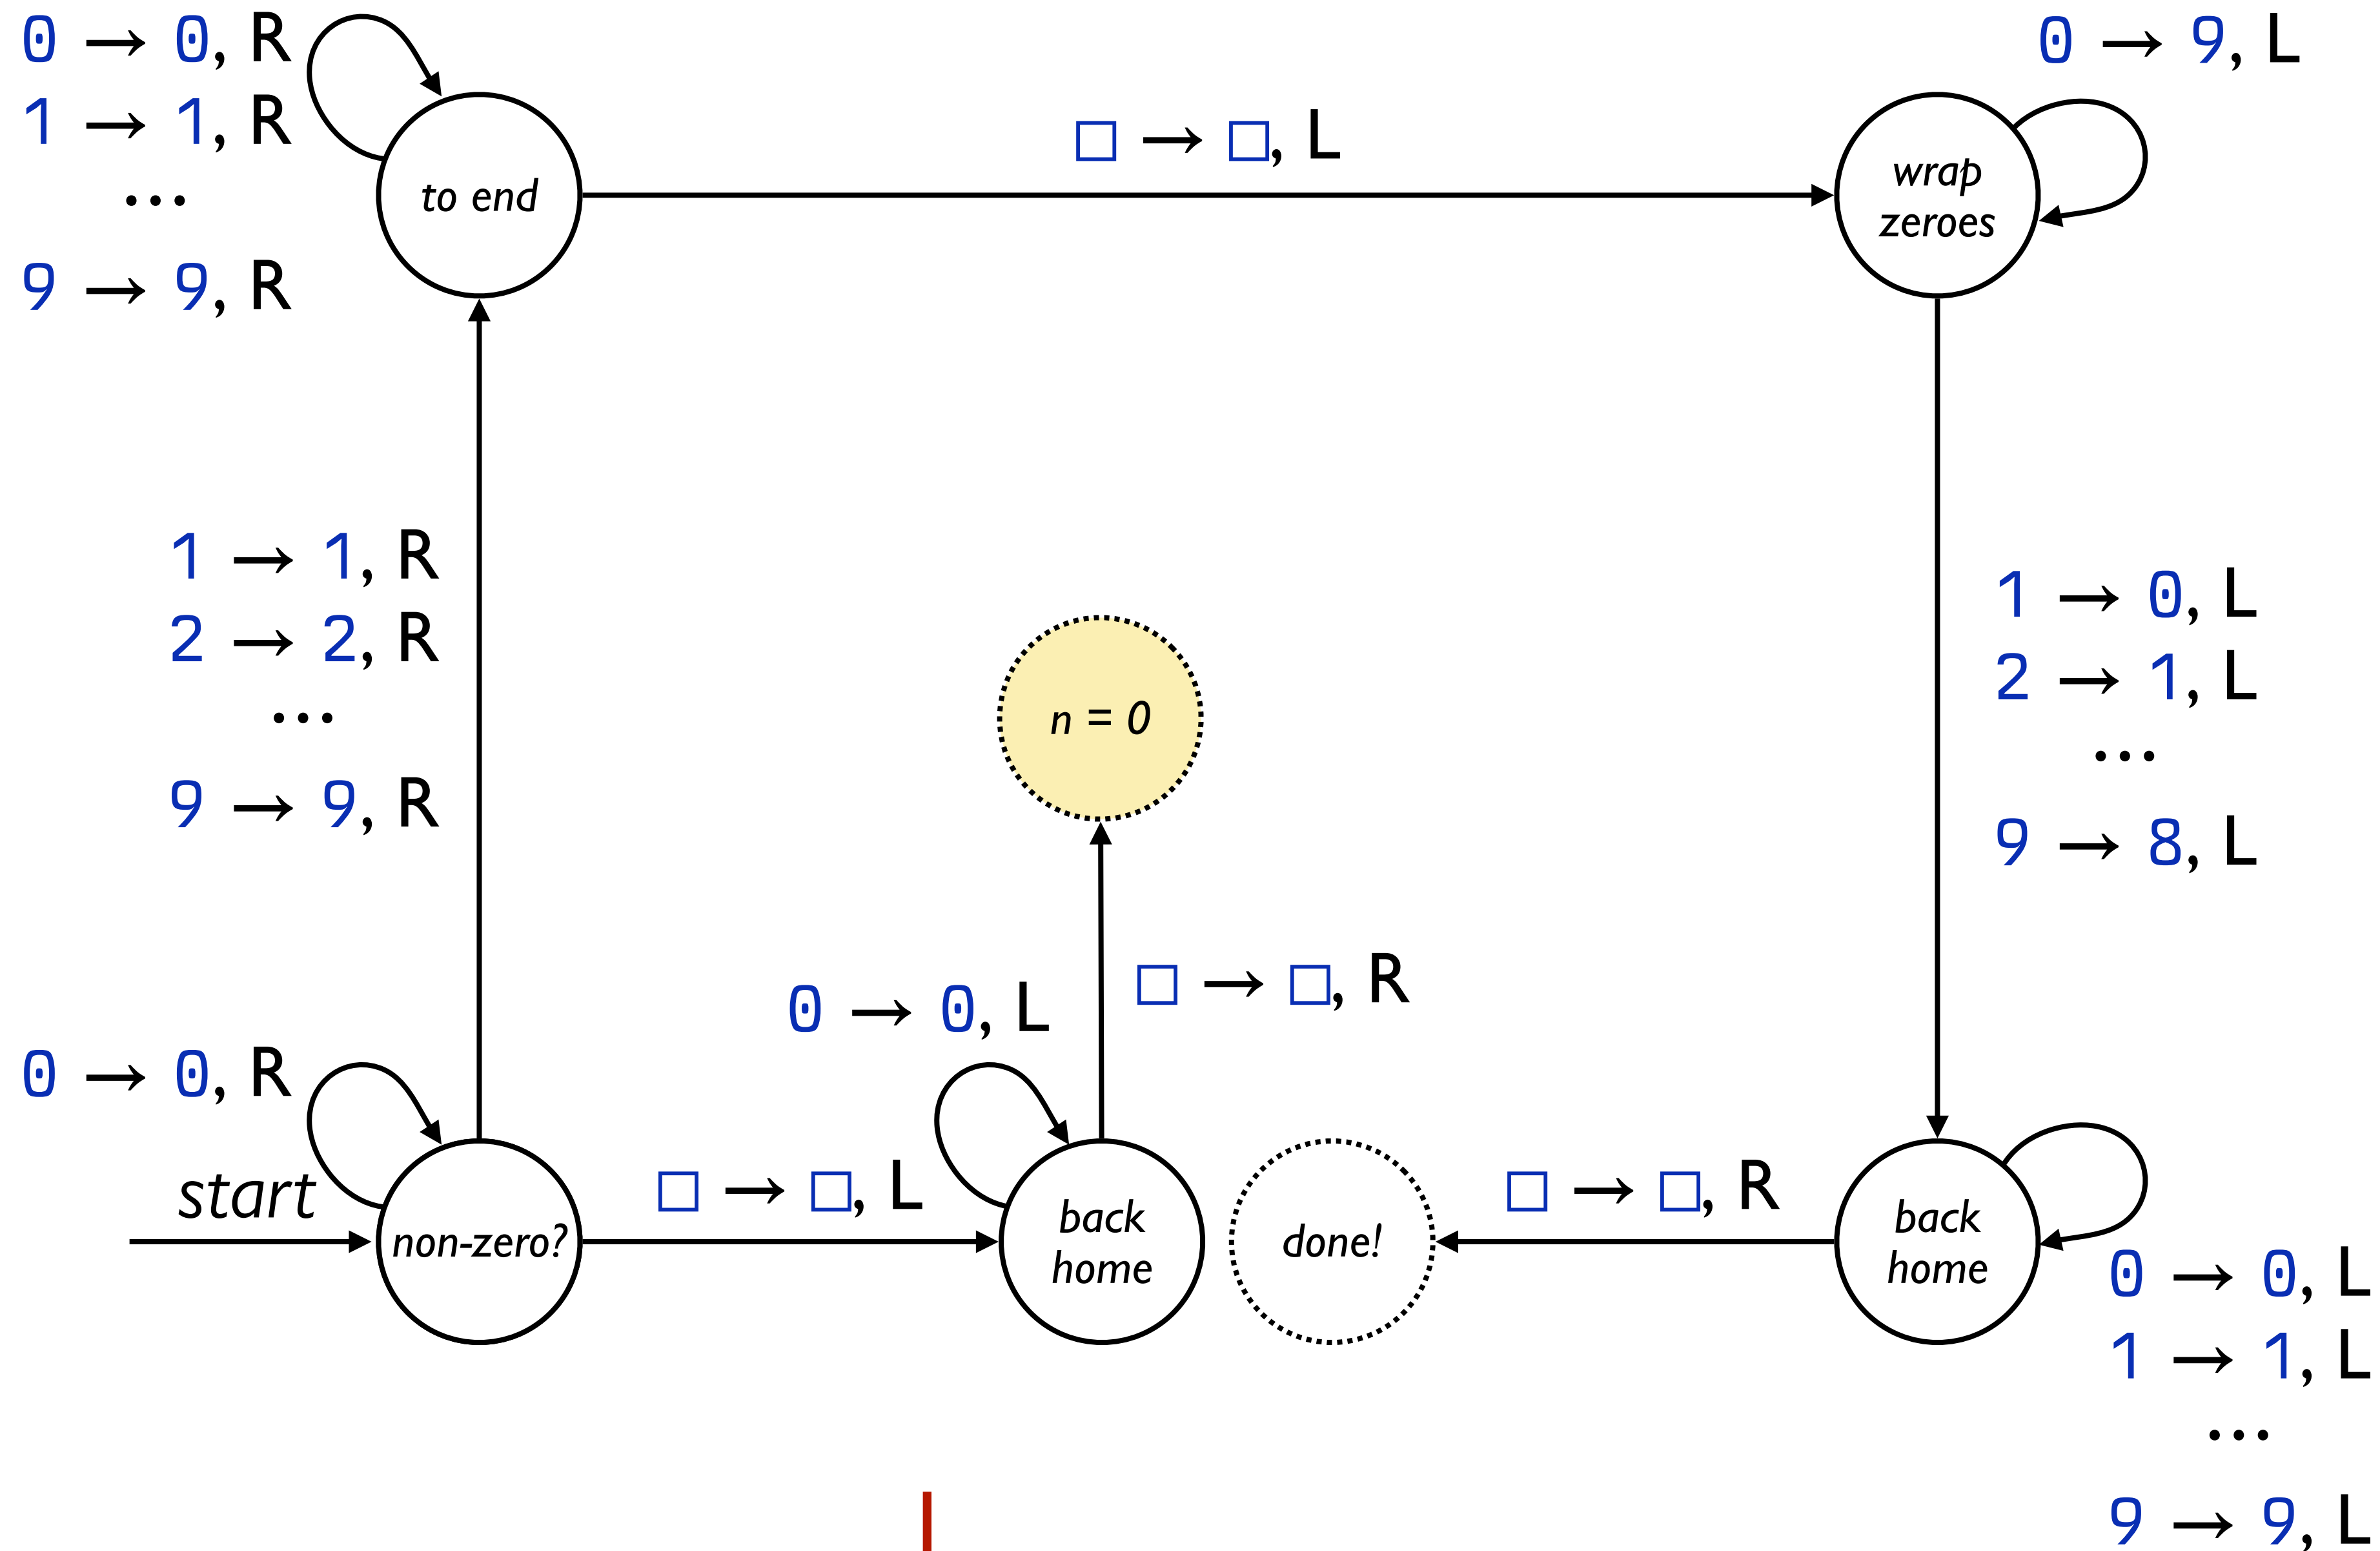 0 → 0, R
1 → 1, R
...
9 → 9, R
to end
□ → □, L
wrap
zeroes
0 → 9, L
1 → 1, R
2 → 2, R
...
9 → 9, R
n = 0
1 → 0, L
2 → 1, L
...
9 → 8, L
0 → 0, R
start
non-zero?
□ → □, L
0 → 0, L
□ → □, R
back
home
done!
□ → □, R
back
home
0 → 0, L
1 → 1, L
...
9 → 9, L